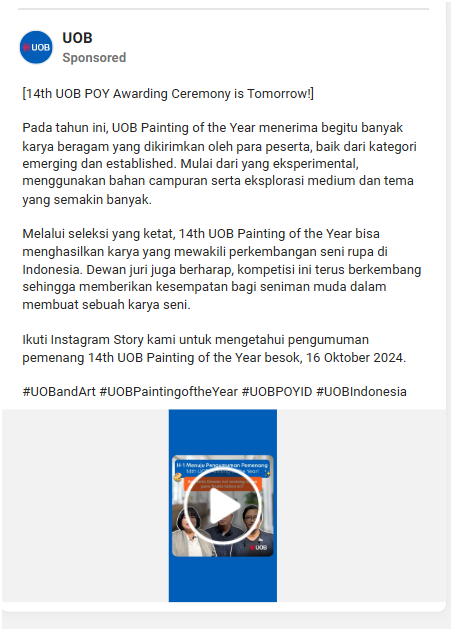 UOB
UOB
Sponsored
[14th UOB POY Awarding Ceremony is Tomorrow!]
Pada tahun ini, UOB Painting of the Year menerima begitu banyak
karya beragam yang dikirimkan oleh para peserta, baik dari kategori
emerging dan established. Mulai dari yang eksperimental,
menggunakan bahan campuran serta eksplorasi medium dan tema
yang semakin banyak.
Melalui seleksi yang ketat, 14th UOB Painting of the Year bisa
menghasilkan karya yang mewakili perkembangan seni rupa di
Indonesia. Dewan juri juga berharap, kompetisi ini terus berkembang
sehingga memberikan kesempatan bagi seniman muda dalam
membuat sebuah karya seni.
Ikuti Instagram Story kami untuk mengetahui pengumuman
pemenang 14th UOB Painting of the Year besok, 16 Oktober 2024.
#UOBandArt #UOBPaintingoftheYear #UOBPOYID #UOBIndonesia
H-1 Menuju Pengumuman Pemenang
14th UOB Year!
UOB